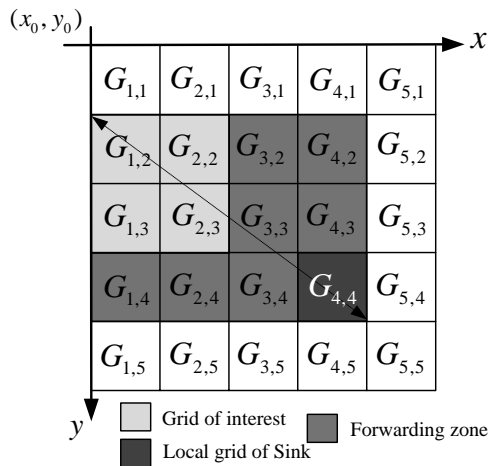 (x₀, y₀)
x
G₁,₁ G₂,₁ G₃,₁ G₄,₁ G₅,₁
G₁,₂ G₂,₂ G₃,₂ G₄,₂ G₅,₂
G₁,₃ G₂,₃ G₃,₃ G₄,₃ G₅,₃
G₁,₄ G₂,₄ G₃,₄ G₄,₄ G₅,₄
G₁,₅ G₂,₅ G₃,₅ G₄,₅ G₅,₅
y
Grid of interest
Forwarding zone
Local grid of Sink